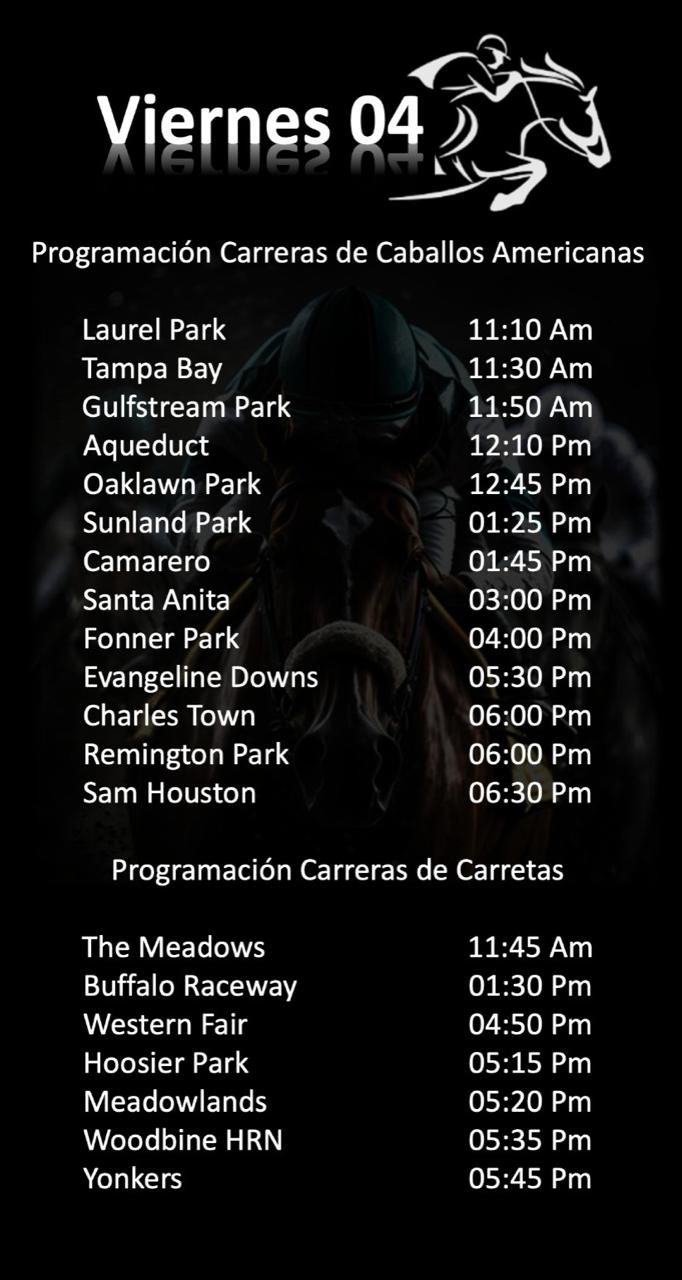 Viernes 04
Programación Carreras de Caballos Americanas
Laurel Park 11:10 Am
Tampa Bay 11:30 Am
Gulfstream Park 11:50 Am
Aqueduct 12:10 Pm
Oaklawn Park 12:45 Pm
Sunland Park 01:25 Pm
Camarero 01:45 Pm
Santa Anita 03:00 Pm
Fonner Park 04:00 Pm
Evangeline Downs 05:30 Pm
Charles Town 06:00 Pm
Remington Park 06:00 Pm
Sam Houston 06:30 Pm
Programación Carreras de Carretas
The Meadows 11:45 Am
Buffalo Raceway 01:30 Pm
Western Fair 04:50 Pm
Hoosier Park 05:15 Pm
Meadowlands 05:20 Pm
Woodbine HRN 05:35 Pm
Yonkers 05:45 Pm